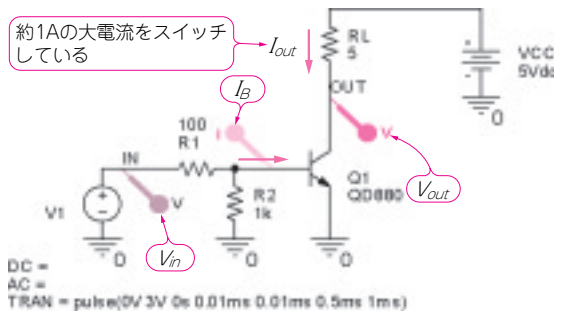 約1Aの大電流をスイッチ
している
Iout
RL
5
VCC
5Vdc
0
OUT
IB
I
100
R1
IN
V
Vout
Q1
QD880
R2
1k
V1
V
Vin
0
0
0
DC =
AC =
TRAN = pulse(0V 3V 0s 0.01ms 0.01ms 0.5ms 1ms)